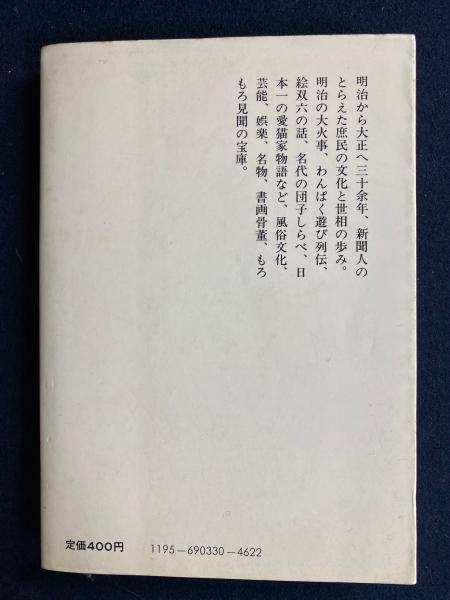 明治から大正へ三十余年、新聞人の
とらえた庶民の文化と世相の歩み。
明治の大火事、わんぱく遊び列伝、
絵双六の話、名代の団子しらべ、日
本一の愛猫家物語など、風俗文化、
芸能、娯楽、名物、書画骨董、もろ
もろ見聞の宝庫。
定価400円
1195-690330-4622